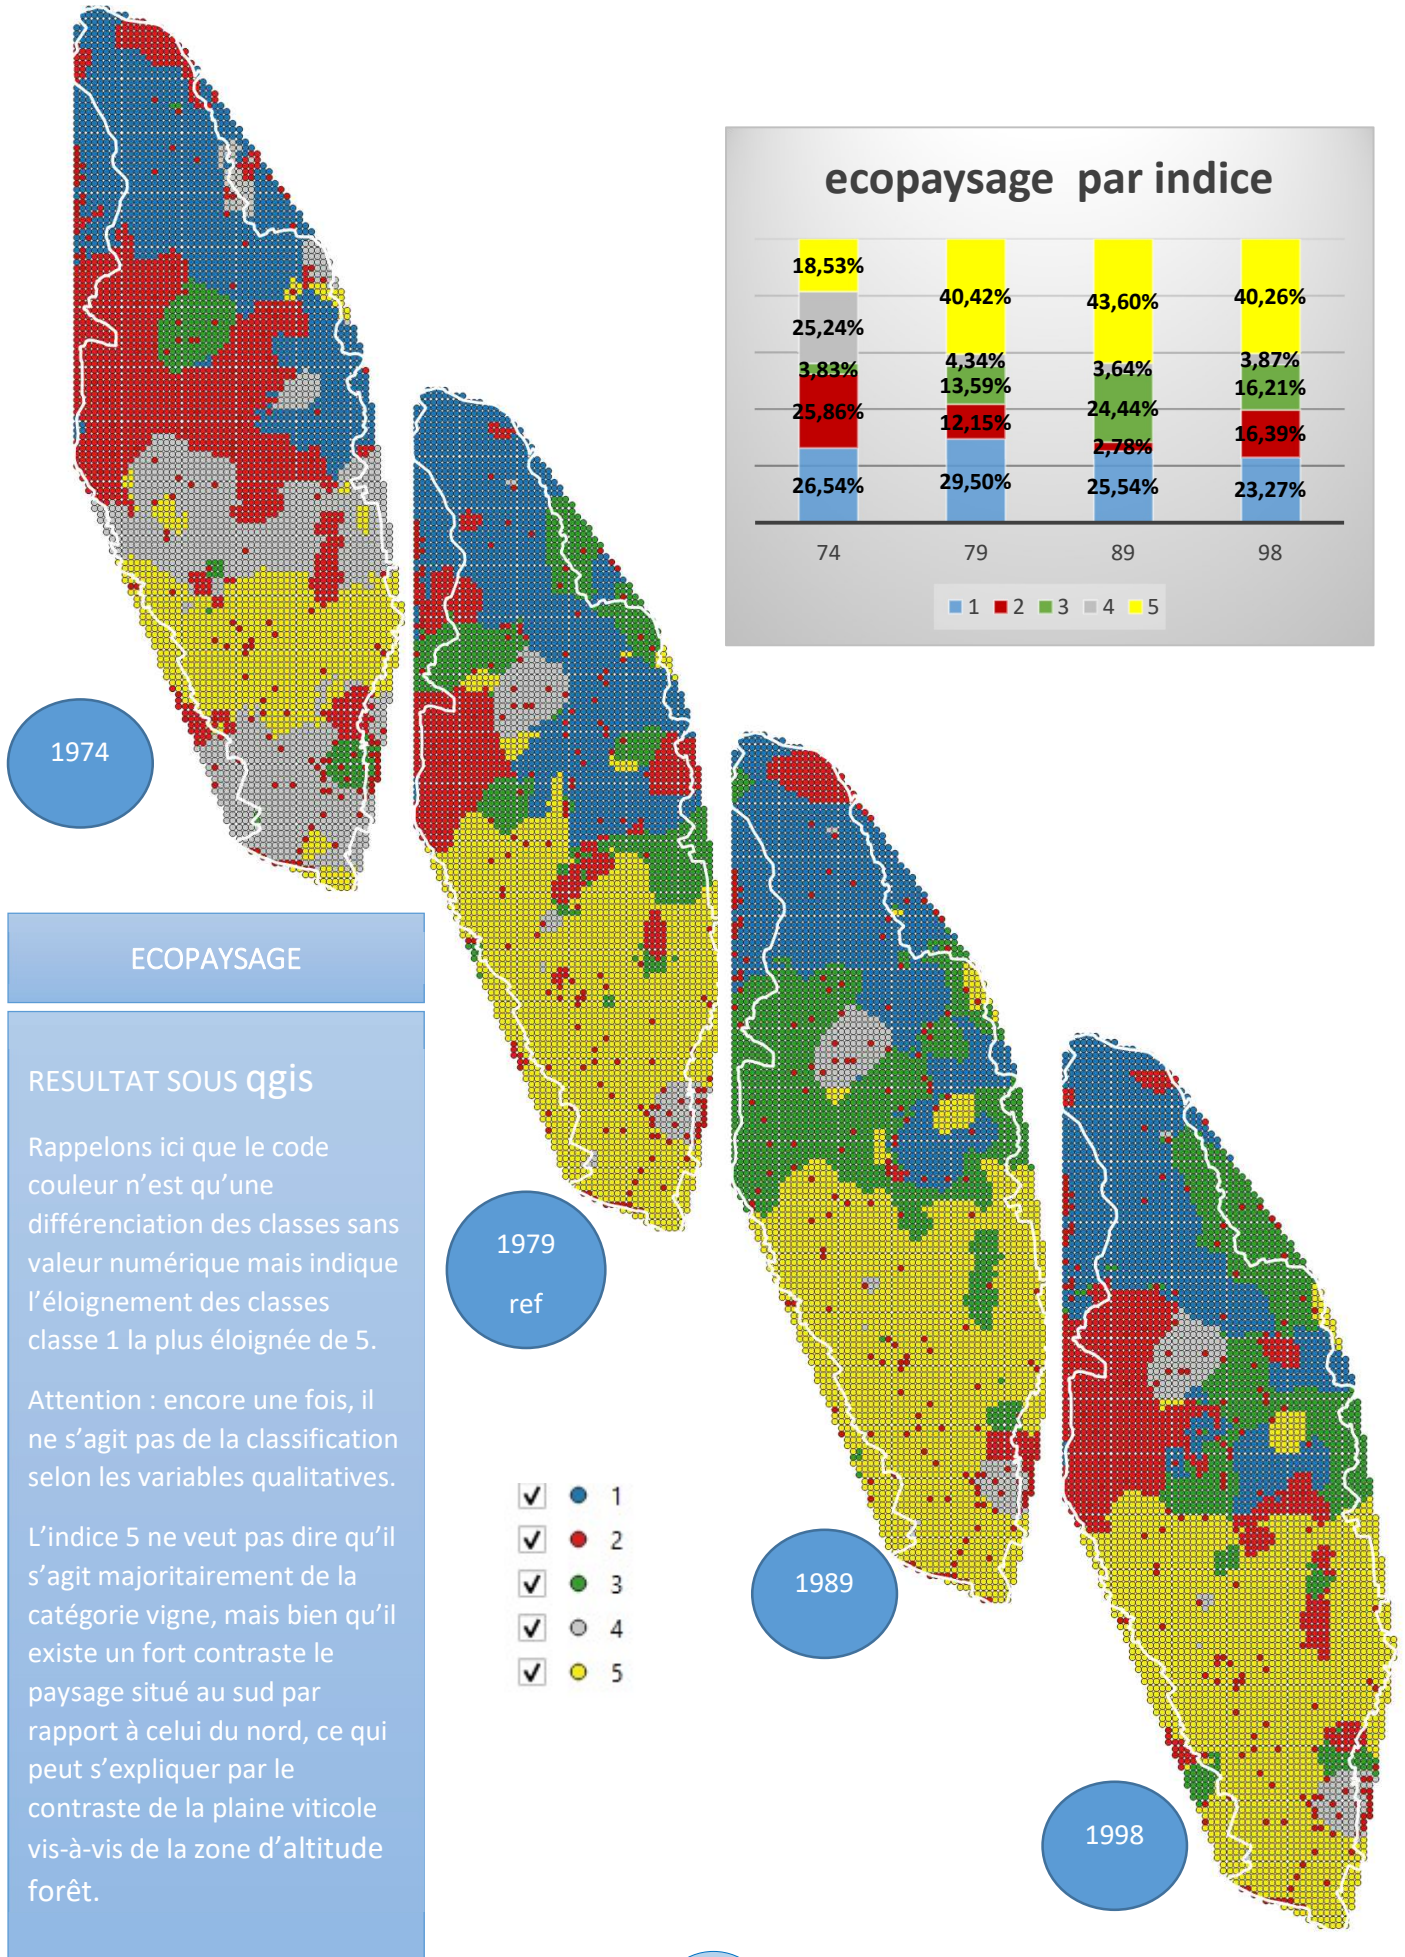 ecopaysage par indice
18,53%
25,24%
3,83%
25,86%
26,54%
40,42%
4,34%
13,59%
12,15%
29,50%
43,60%
3,64%
24,44%
2,78%
25,54%
40,26%
3,87%
16,21%
16,39%
23,27%
74 79 89 98
1 2 3 4 5
1974
ECOPAYSAGE
RESULTAT SOUS qgis
Rappelons ici que le code
couleur n'est qu'une
différenciation des classes sans
valeur numérique mais indique
l'éloignement des classes
classe 1 la plus éloignée de 5.
Attention : encore une fois, il
ne s'agit pas de la classification
selon les variables qualitatives.
L'indice 5 ne veut pas dire qu'il
s'agit majoritairement de la
catégorie vigne, mais bien qu'il
existe un fort contraste le
paysage situé au sud par
rapport à celui du nord, ce qui
peut s'expliquer par le
contraste de la plaine viticole
vis-à-vis de la zone d'altitude
forêt.
1979
ref
1
2
3
4
5
1989
1998